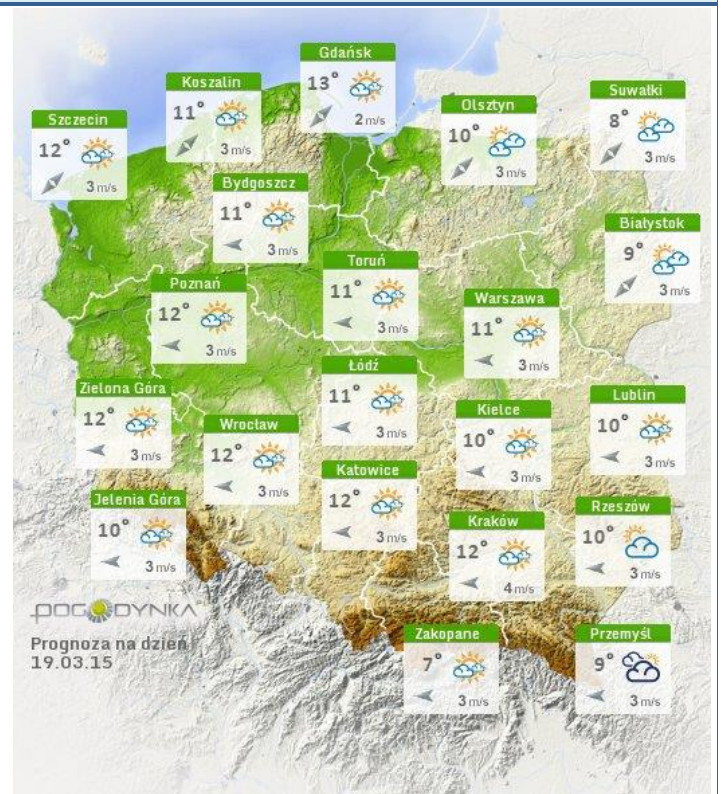 Gdańsk
13°
2 m/s
Koszalin
11°
3 m/s
Suwałki
8°
3 m/s
Olsztyn
10°
3 m/s
Szczecin
12°
3 m/s
Bydgoszcz
11°
3 m/s
Białystok
9°
3 m/s
Toruń
11°
3 m/s
Poznań
12°
3 m/s
Warszawa
11°
3 m/s
Łódź
11°
3 m/s
Zielona Góra
12°
3 m/s
Lublin
10°
3 m/s
Kielce
10°
3 m/s
Wrocław
12°
3 m/s
Katowice
12°
3 m/s
Jelenia Góra
10°
3 m/s
Rzeszów
10°
3 m/s
Kraków
12°
4 m/s
POGODYNKA
Prognoza na dzień
19.03.15
Zakopane
7°
3 m/s
Przemyśl
9°
3 m/s